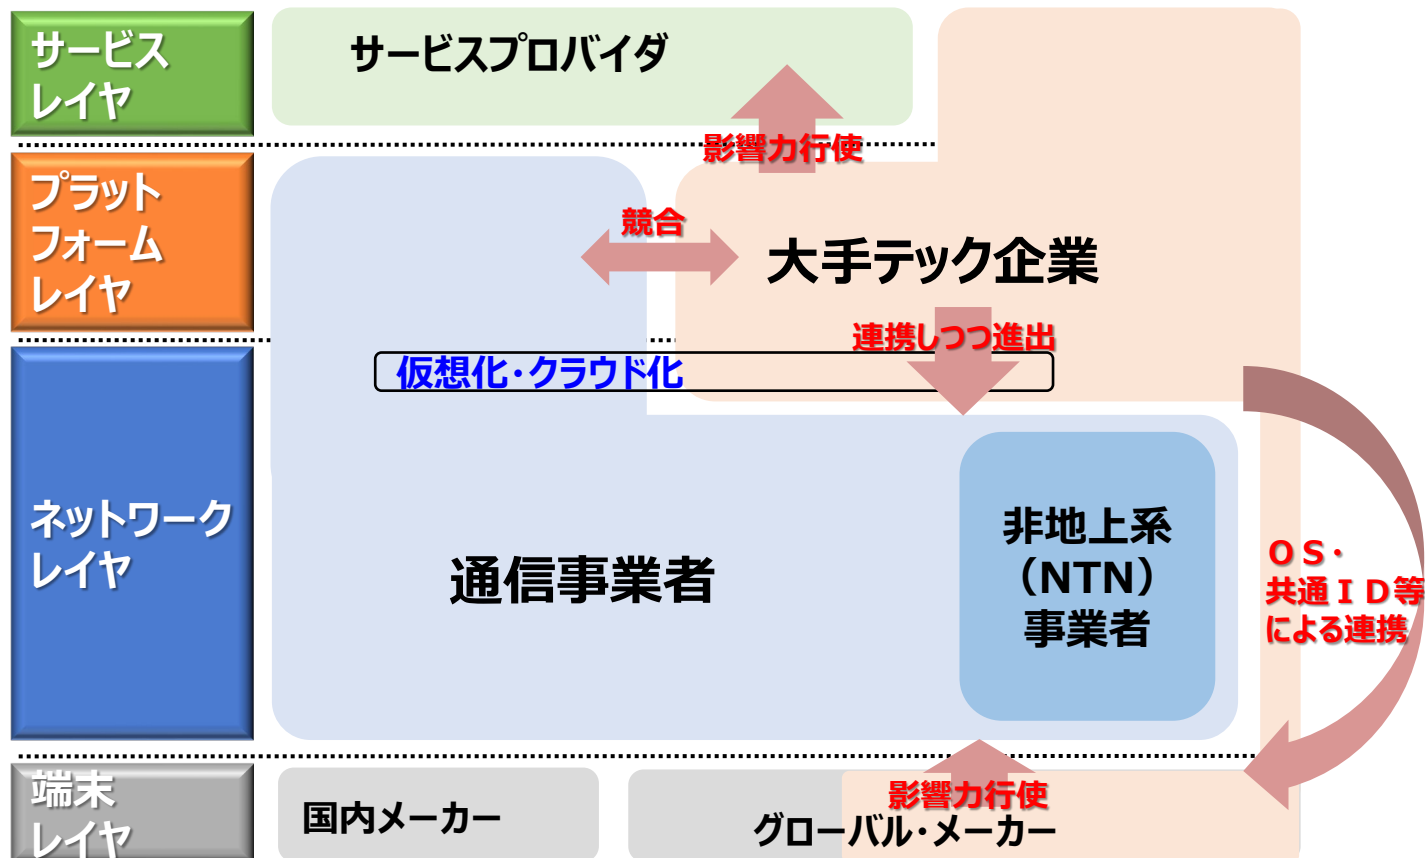 サービス
レイヤ
サービスプロバイダ
影響力行使
プラット
フォーム
レイヤ
競合
大手テック企業
連携しつつ進出
仮想化・クラウド化
ネットワーク
レイヤ
通信事業者
非地上系
（NTN）
事業者
ＯＳ・
共通ＩＤ等
による連携
端末
レイヤ
国内メーカー
影響力行使
グローバル・メーカー